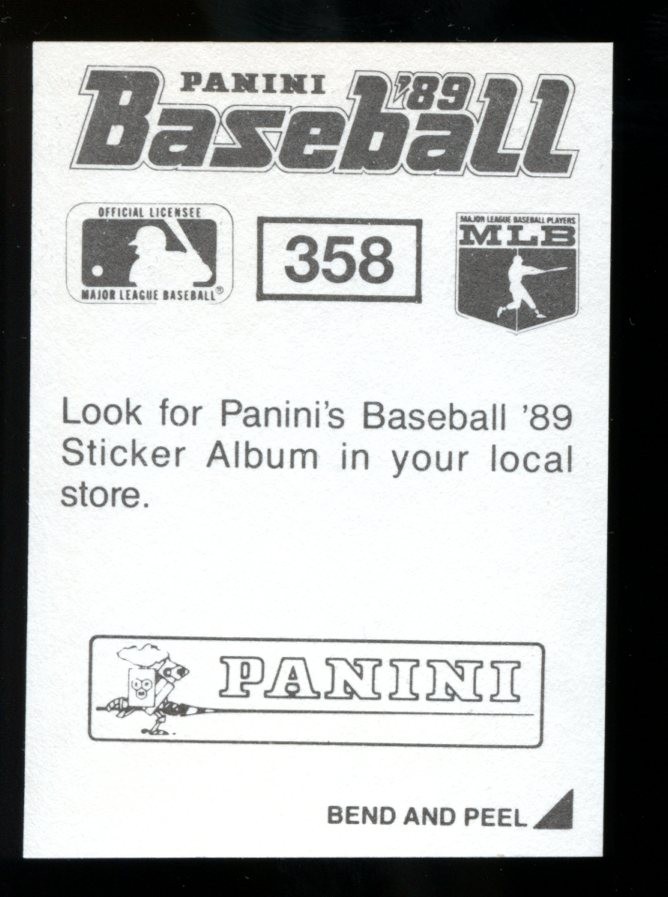 PANINI '89
Baseball
OFFICIAL LICENSEE
MAJOR LEAGUE BASEBALL®
358
MAJOR LEAGUE BASEBALL PLAYERS
MLB
Look for Panini's Baseball '89
Sticker Album in your local
store.
PANINI
BEND AND PEEL